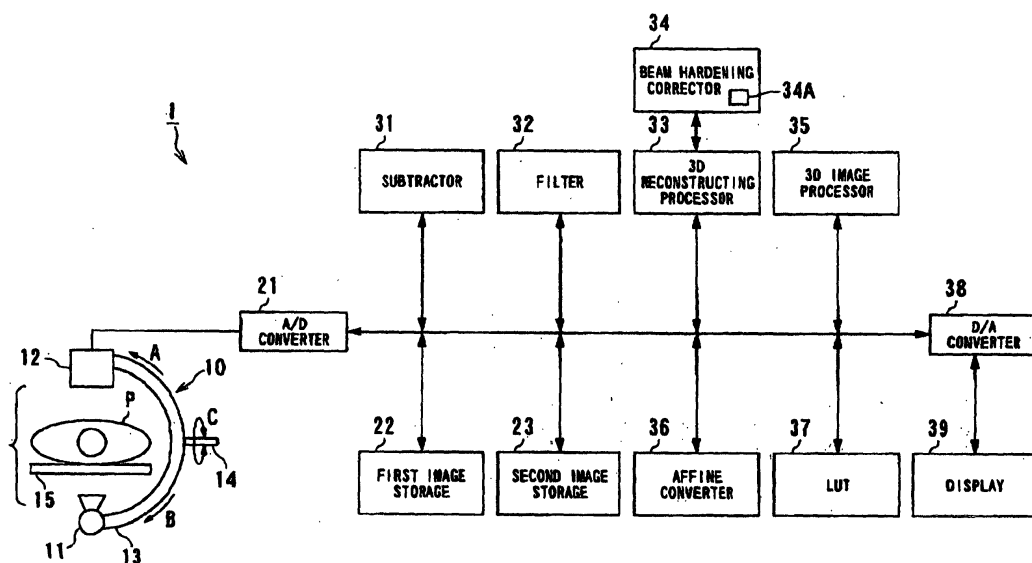 34
BEAM HARDENING
CORRECTOR
34A
1
31
32
33
35
SUBTRACTOR
FILTER
3D
RECONSTRUCTING
PROCESSOR
3D IMAGE
PROCESSOR
21
A/D
CONVERTER
38
D/A
CONVERTER
12
A
10
P
C
22
23
36
37
39
15
14
FIRST IMAGE
STORAGE
SECOND IMAGE
STORAGE
AFFINE
CONVERTER
LUT
DISPLAY
B
11
13